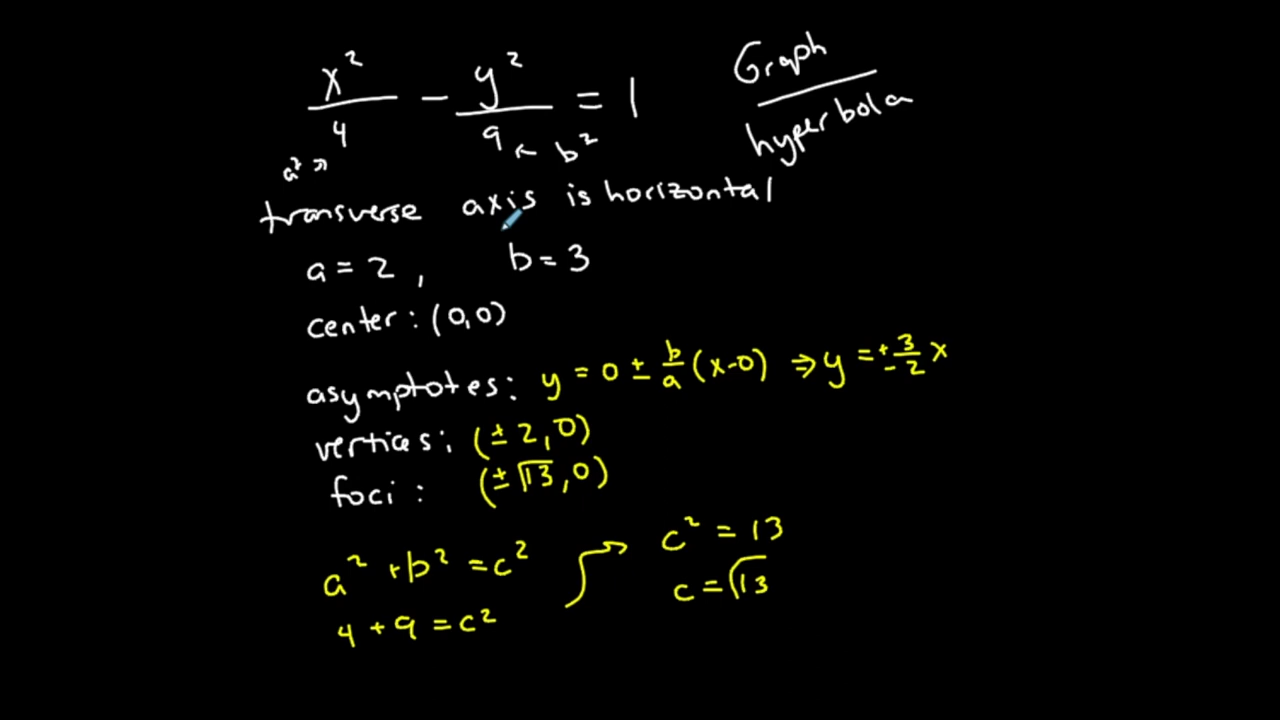 x²/4 - y²/9 = 1
a² → ← b²
Graph
hyperbola
transverse axis is horizontal
a = 2, b = 3
center: (0,0)
asymptotes: y = 0 ± b/a (x-0) ⇒ y = ± 3/2 x
vertices: (±2,0)
foci: (±√13,0)
a² + b² = c²
4 + 9 = c²
c² = 13
c = √13